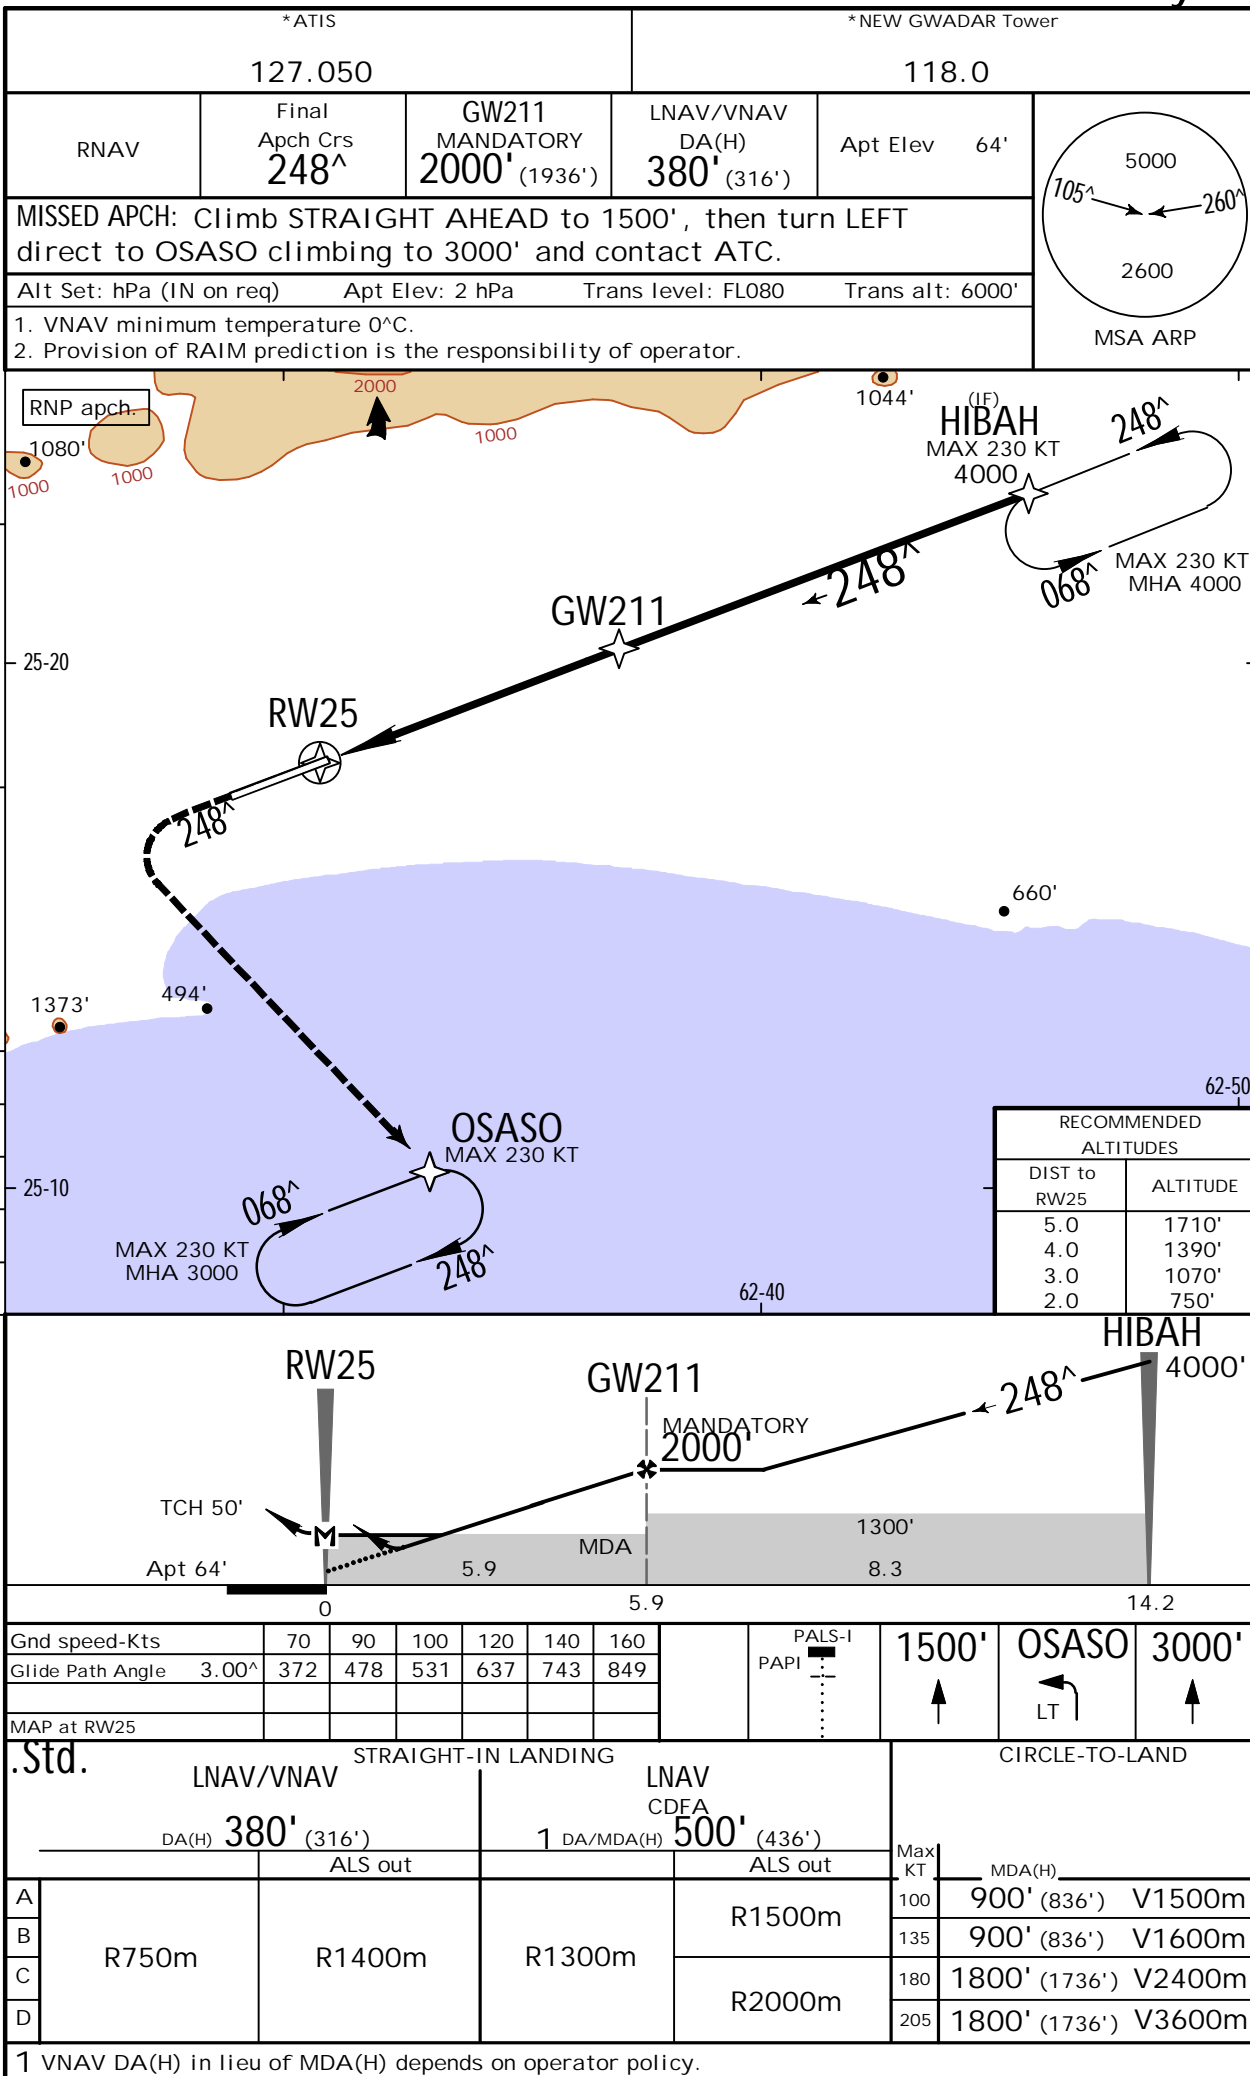 *ATIS
127.050
*NEW GWADAR Tower
118.0
RNAV
Final
Apch Crs
248^
GW211
MANDATORY
2000' (1936')
LNAV/VNAV
DA(H)
380' (316')
Apt Elev 64'
MISSED APCH: Climb STRAIGHT AHEAD to 1500', then turn LEFT
direct to OSASO climbing to 3000' and contact ATC.
Alt Set: hPa (IN on req) Apt Elev: 2 hPa Trans level: FL080 Trans alt: 6000'
1. VNAV minimum temperature 0^C.
2. Provision of RAIM prediction is the responsibility of operator.
5000
105^
260^
2600
MSA ARP
RNP apch.
2000
1000
1080'
1000
1000
1044'
(IF)
HIBAH
MAX 230 KT
4000
248^
068^
MAX 230 KT
MHA 4000
248^
GW211
25-20
RW25
248^
660'
494'
1373'
62-50
OSASO
MAX 230 KT
25-10
068^
MAX 230 KT
MHA 3000
248^
62-40
RECOMMENDED
ALTITUDES
DIST to
RW25
ALTITUDE
5.0 1710'
4.0 1390'
3.0 1070'
2.0 750'
RW25
GW211
HIBAH
4000'
248^
MANDATORY
2000'
TCH 50'
M
MDA
1300'
Apt 64'
5.9
8.3
0
5.9
14.2
Gnd speed-Kts 70 90 100 120 140 160
Glide Path Angle 3.00^ 372 478 531 637 743 849
MAP at RW25
PALS-I
PAPI
1500'
OSASO
LT
3000'
.Std.
STRAIGHT-IN LANDING
CIRCLE-TO-LAND
LNAV/VNAV
DA(H) 380' (316')
ALS out
LNAV
CDFA
1 DA/MDA(H) 500' (436')
ALS out
Max
KT
MDA(H)
A
B
C
D
R750m
R1400m
R1300m
R1500m
R2000m
100 900' (836') V1500m
135 900' (836') V1600m
180 1800' (1736') V2400m
205 1800' (1736') V3600m
1 VNAV DA(H) in lieu of MDA(H) depends on operator policy.